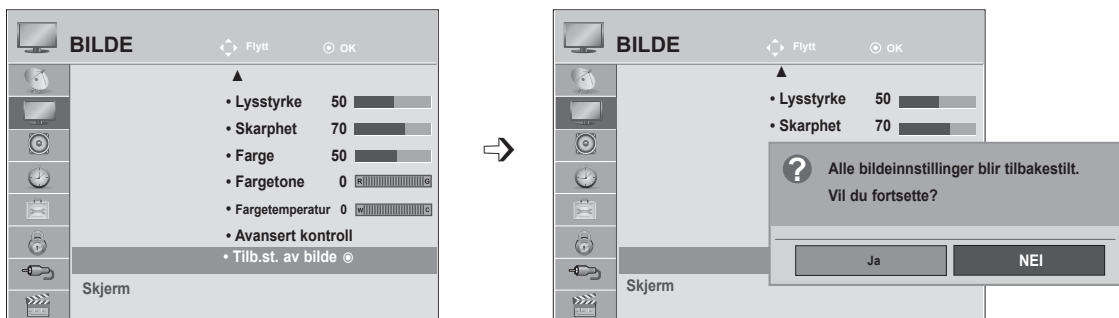 BILDE Flytt OK
• Lysstyrke 50
• Skarphet 70
• Farge 50
• Fargetone 0 R G
• Fargetemperatur 0 W C
• Avansert kontroll
• Tilb.st. av bilde
Skjerm
BILDE Flytt OK
• Lysstyrke 50
• Skarphet 70
? Alle bildeinnstillinger blir tilbakestilt.
Vil du fortsette?
Ja NEI
Skjerm